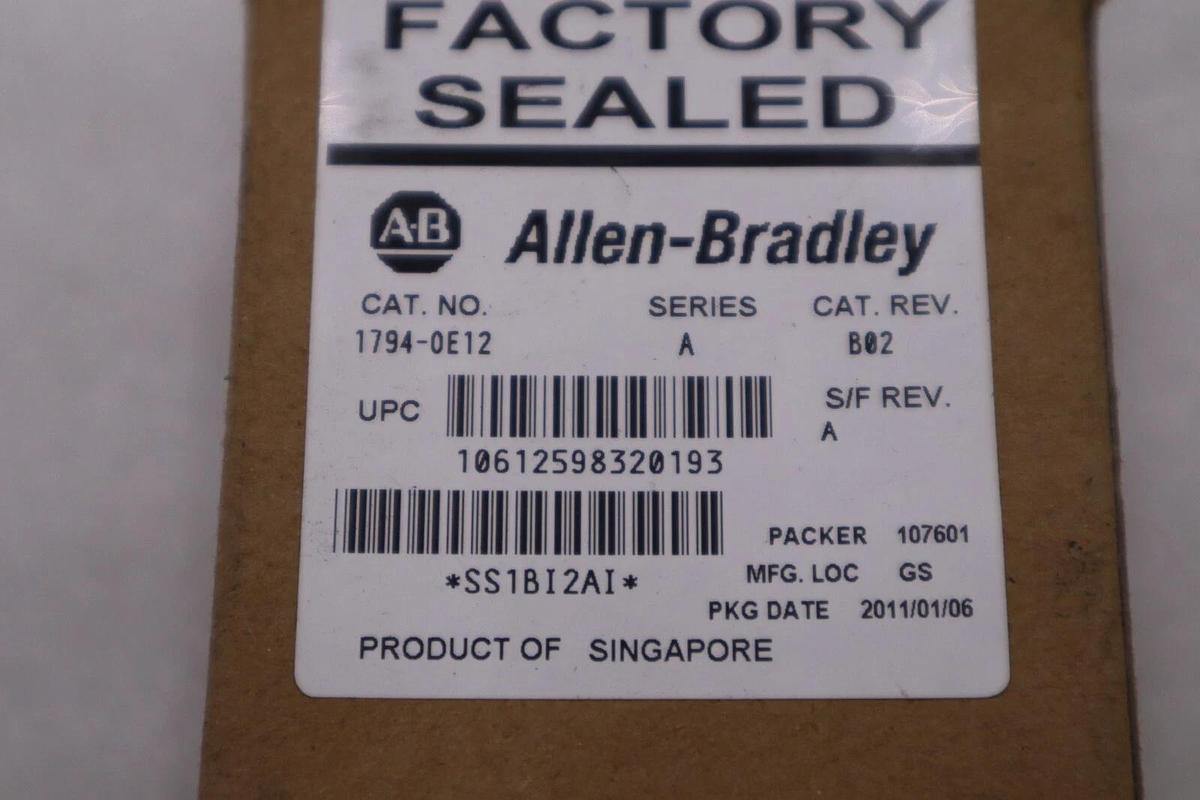 FACTORY
SEALED
A-B Allen-Bradley
CAT. NO. SERIES CAT. REV.
1794-OE12 A B02
UPC S/F REV.
A
10612598320193
PACKER 107601
*SS1BI2AI* MFG. LOC GS
PKG DATE 2011/01/06
PRODUCT OF SINGAPORE